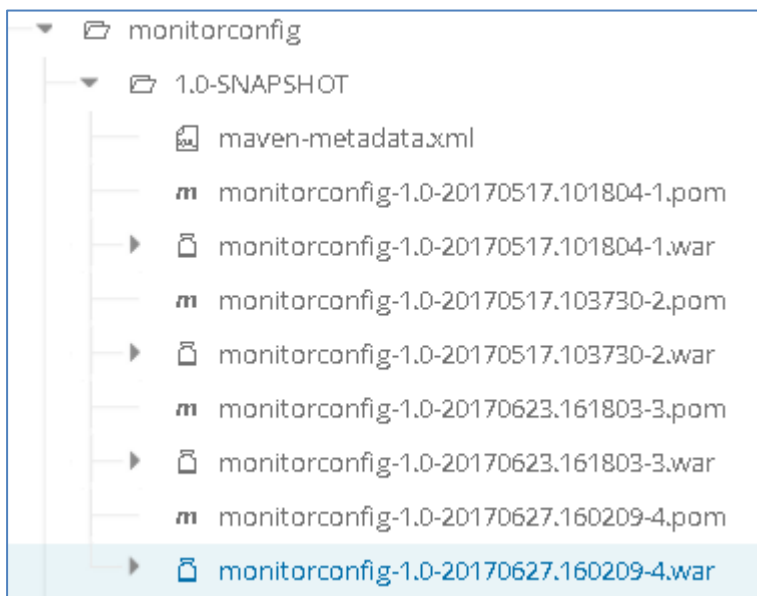 monitorconfig
1.0-SNAPSHOT
maven-metadata.xml
monitorconfig-1.0-20170517.101804-1.pom
monitorconfig-1.0-20170517.101804-1.war
monitorconfig-1.0-20170517.103730-2.pom
monitorconfig-1.0-20170517.103730-2.war
monitorconfig-1.0-20170623.161803-3.pom
monitorconfig-1.0-20170623.161803-3.war
monitorconfig-1.0-20170627.160209-4.pom
monitorconfig-1.0-20170627.160209-4.war